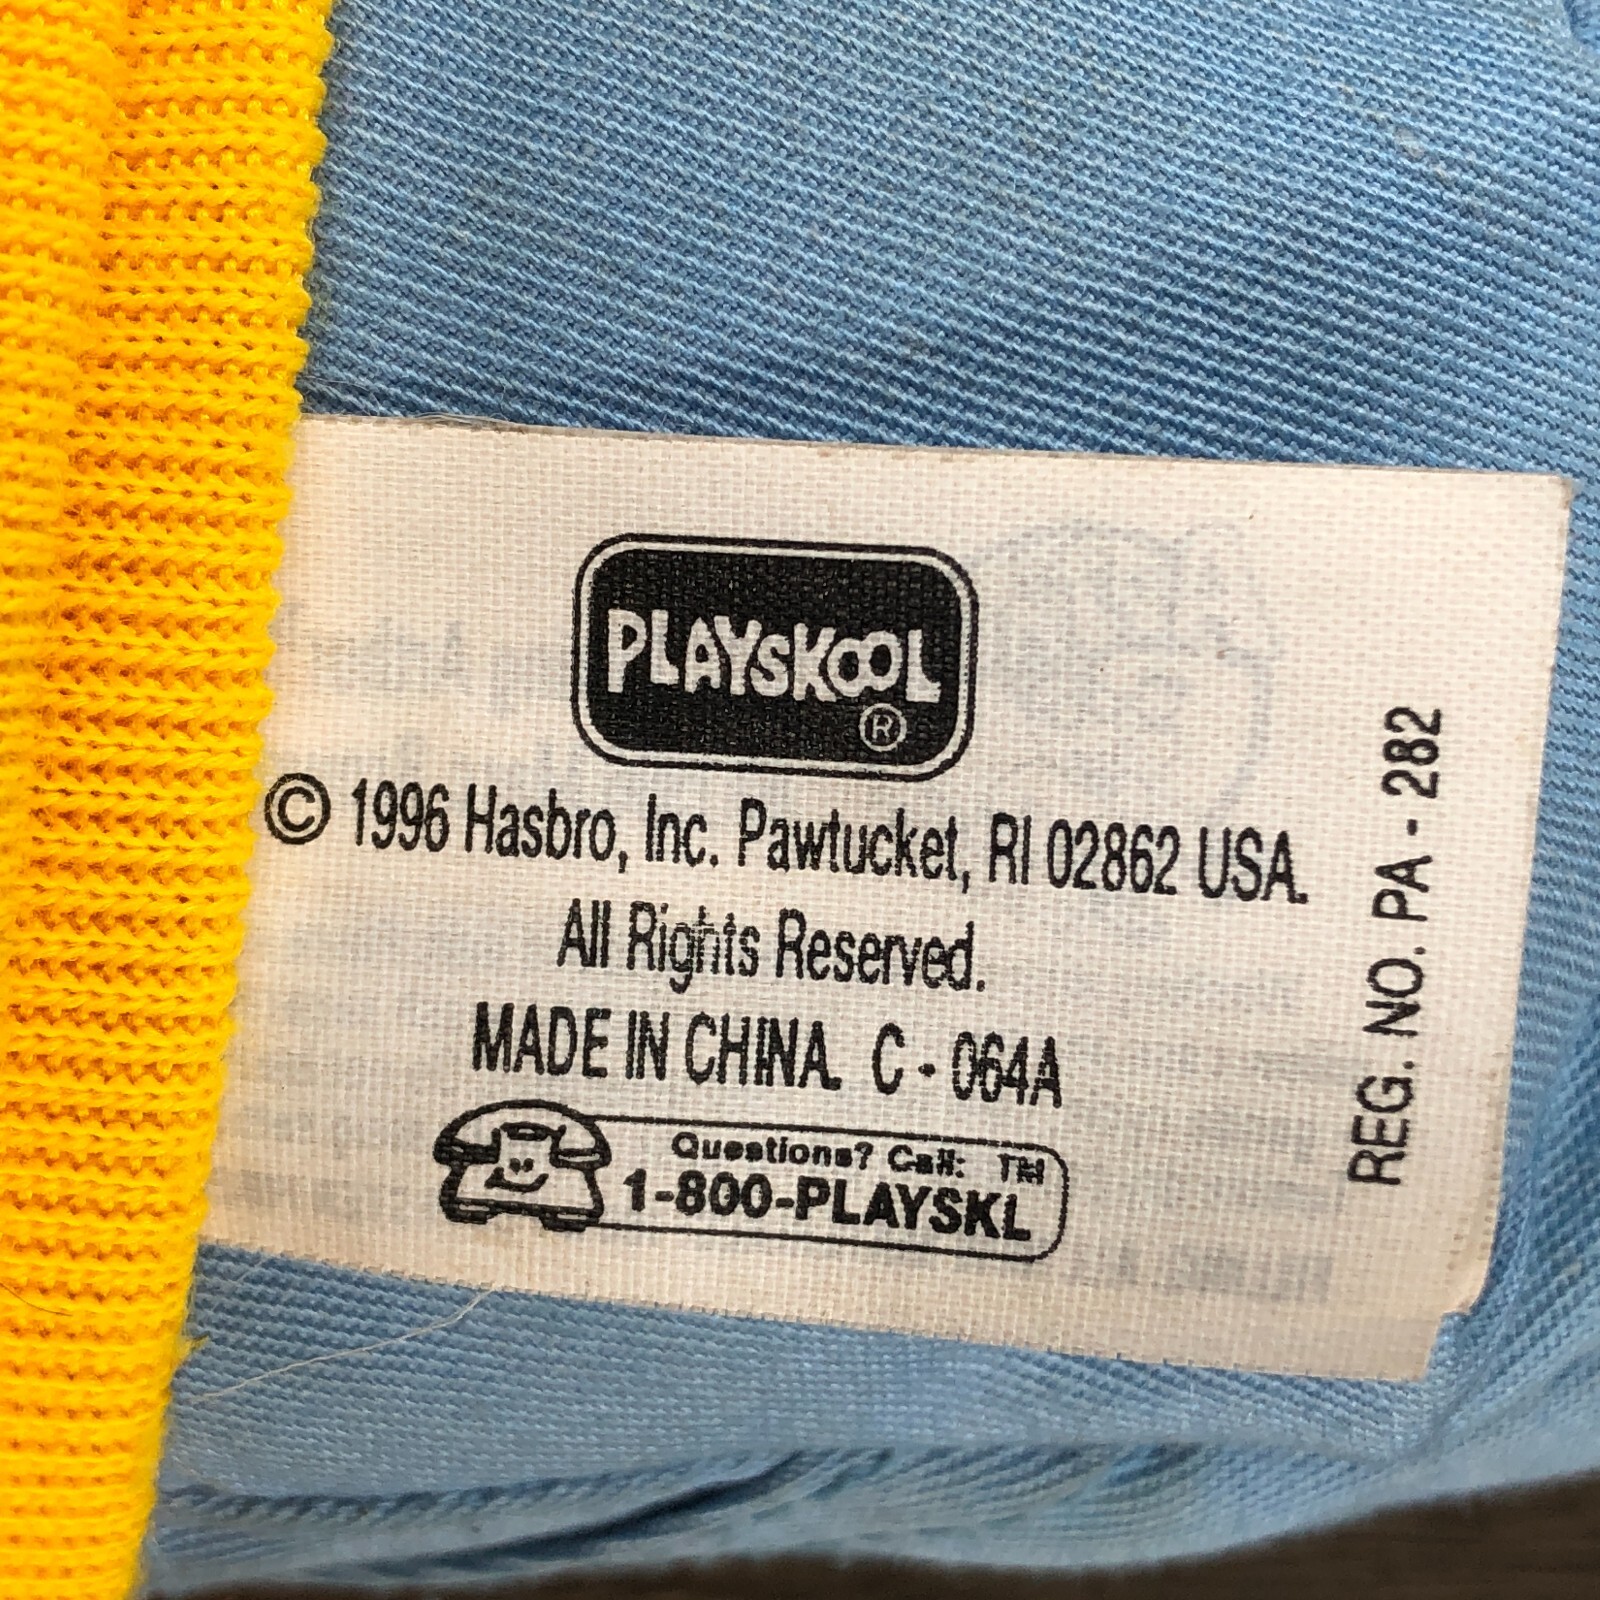 PLAYSKOOL
®
© 1996 Hasbro, Inc. Pawtucket, RI 02862 USA.
All Rights Reserved.
MADE IN CHINA. C - 064A
Questions? Call: TM
1-800-PLAYSKL
REG. NO. PA - 282